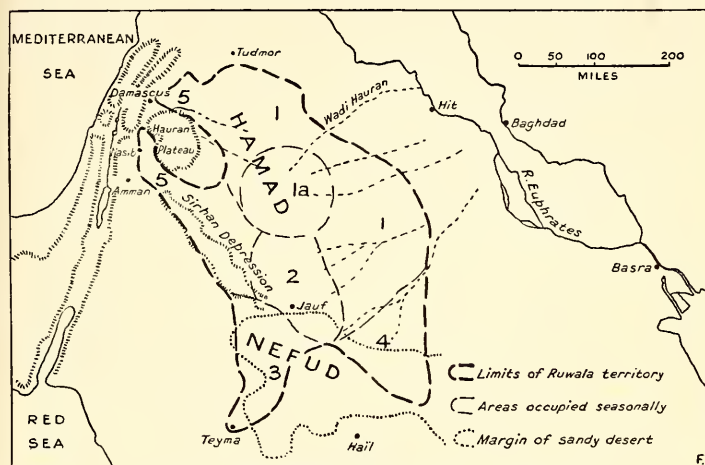 MEDITERRANEAN
SEA
Tudmor
0 50 100 200
MILES
Damascus
5
1
Wadi Hauran
Hit
Baghdad
Hauran
Plateau
H'AMAD
1a
5
Amman
Sirhan Depression
1
R. Euphrates
2
Basra
Jauf
NEFUD
4
3
Limits of Ruwala territory
Areas occupied seasonally
RED
SEA
Teyma
Haïl
Margin of sandy desert